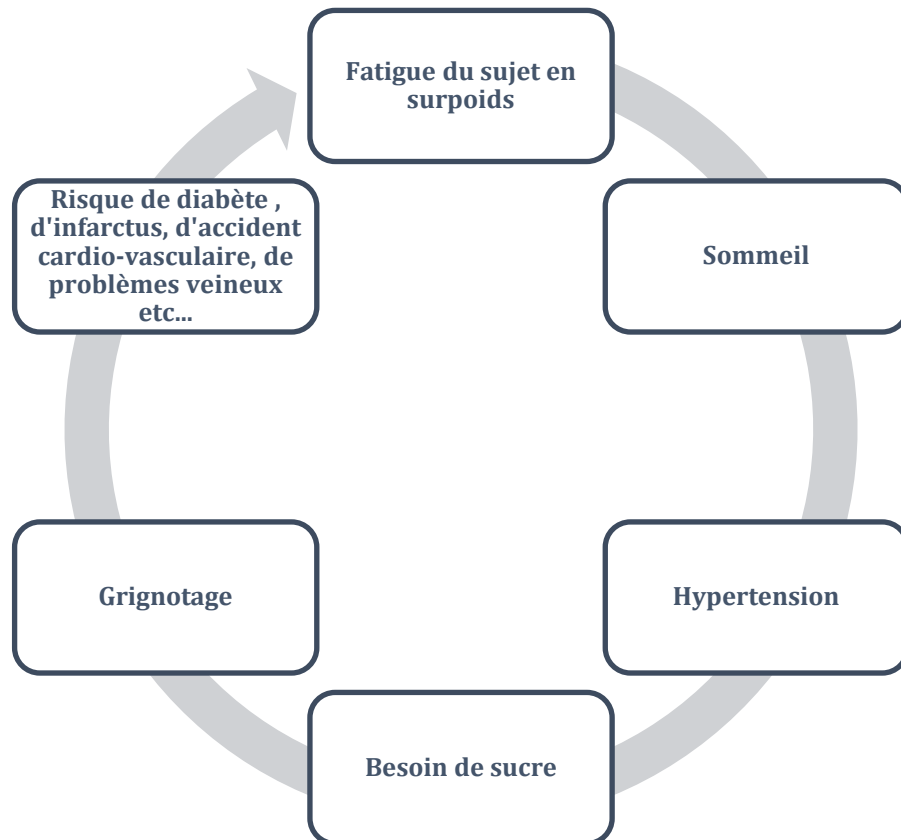 Fatigue du sujet en
surpoids
Sommeil
Hypertension
Besoin de sucre
Grignotage
Risque de diabète ,
d'infarctus, d'accident
cardio-vasculaire, de
problèmes veineux
etc...